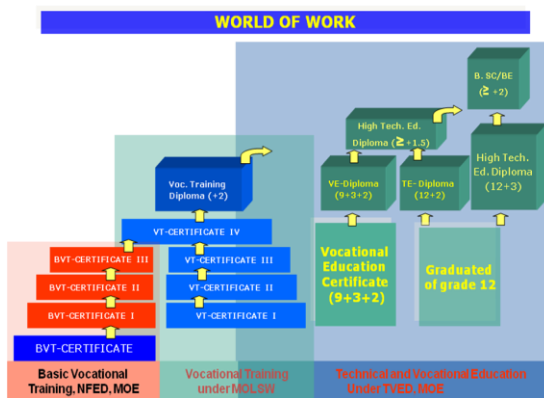 WORLD OF WORK
B. SC/BE
(≧ +2)
High Tech. Ed.
Diploma (≧ +1.5)
High Tech.
Ed. Diploma
(12+3)
Voc. Training
Diploma (+2)
VE-Diploma
(9+3+2)
TE- Diploma
(12+2)
VT-CERTIFICATE IV
BVT-CERTIFICATE III
VT-CERTIFICATE III
BVT-CERTIFICATE II
VT-CERTIFICATE II
BVT-CERTIFICATE I
VT-CERTIFICATE I
BVT-CERTIFICATE
Vocational
Education
Certificate
(9+3+2)
Graduated
of grade 12
Basic Vocational
Training, NFED, MOE
Vocational Training
under MOLSW
Technical and Vocational Education
Under TVED, MOE